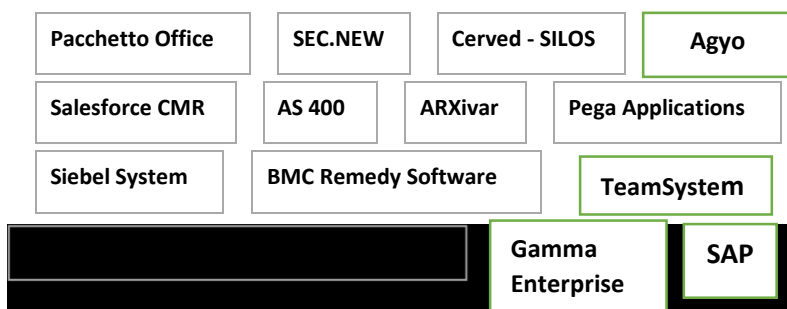 Pacchetto Office SEC.NEW Cerved - SILOS Agyo
Salesforce CMR AS 400 ARXivar Pega Applications
Siebel System BMC Remedy Software TeamSystem
Gamma SAP
Enterprise